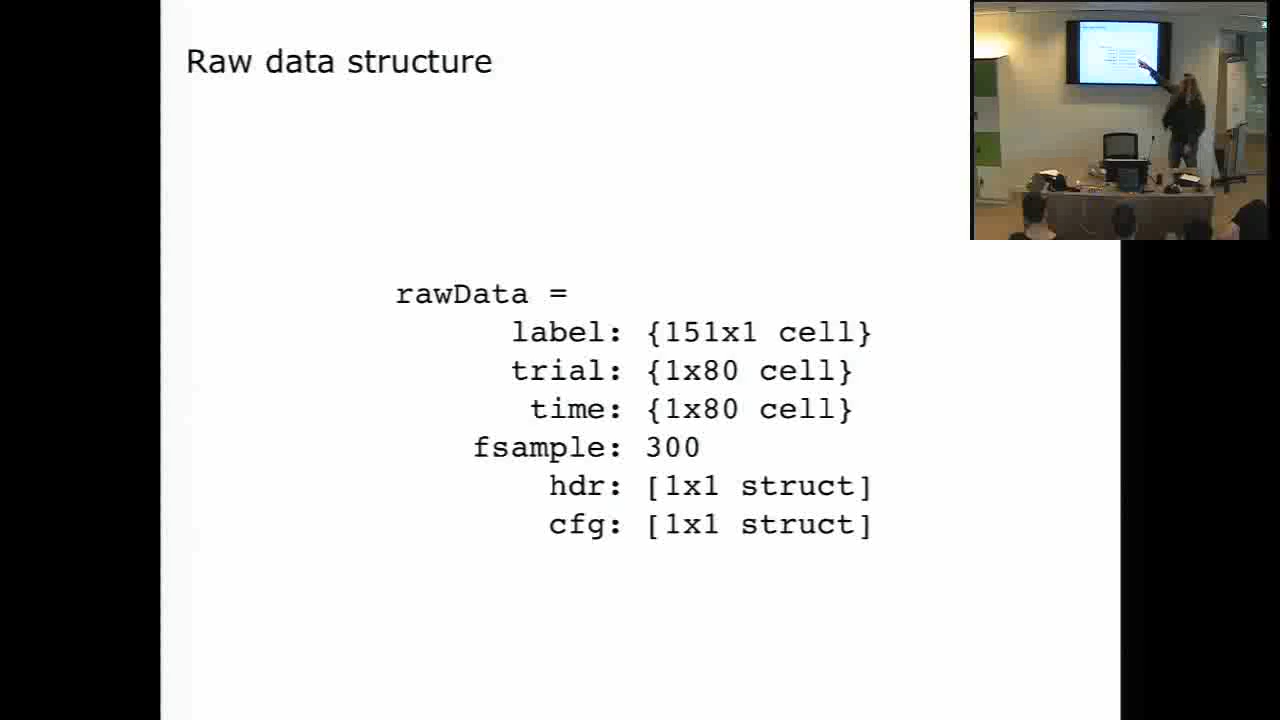 Raw data structure
rawData =
label: {151x1 cell}
trial: {1x80 cell}
time: {1x80 cell}
fsample: 300
hdr: [1x1 struct]
cfg: [1x1 struct]